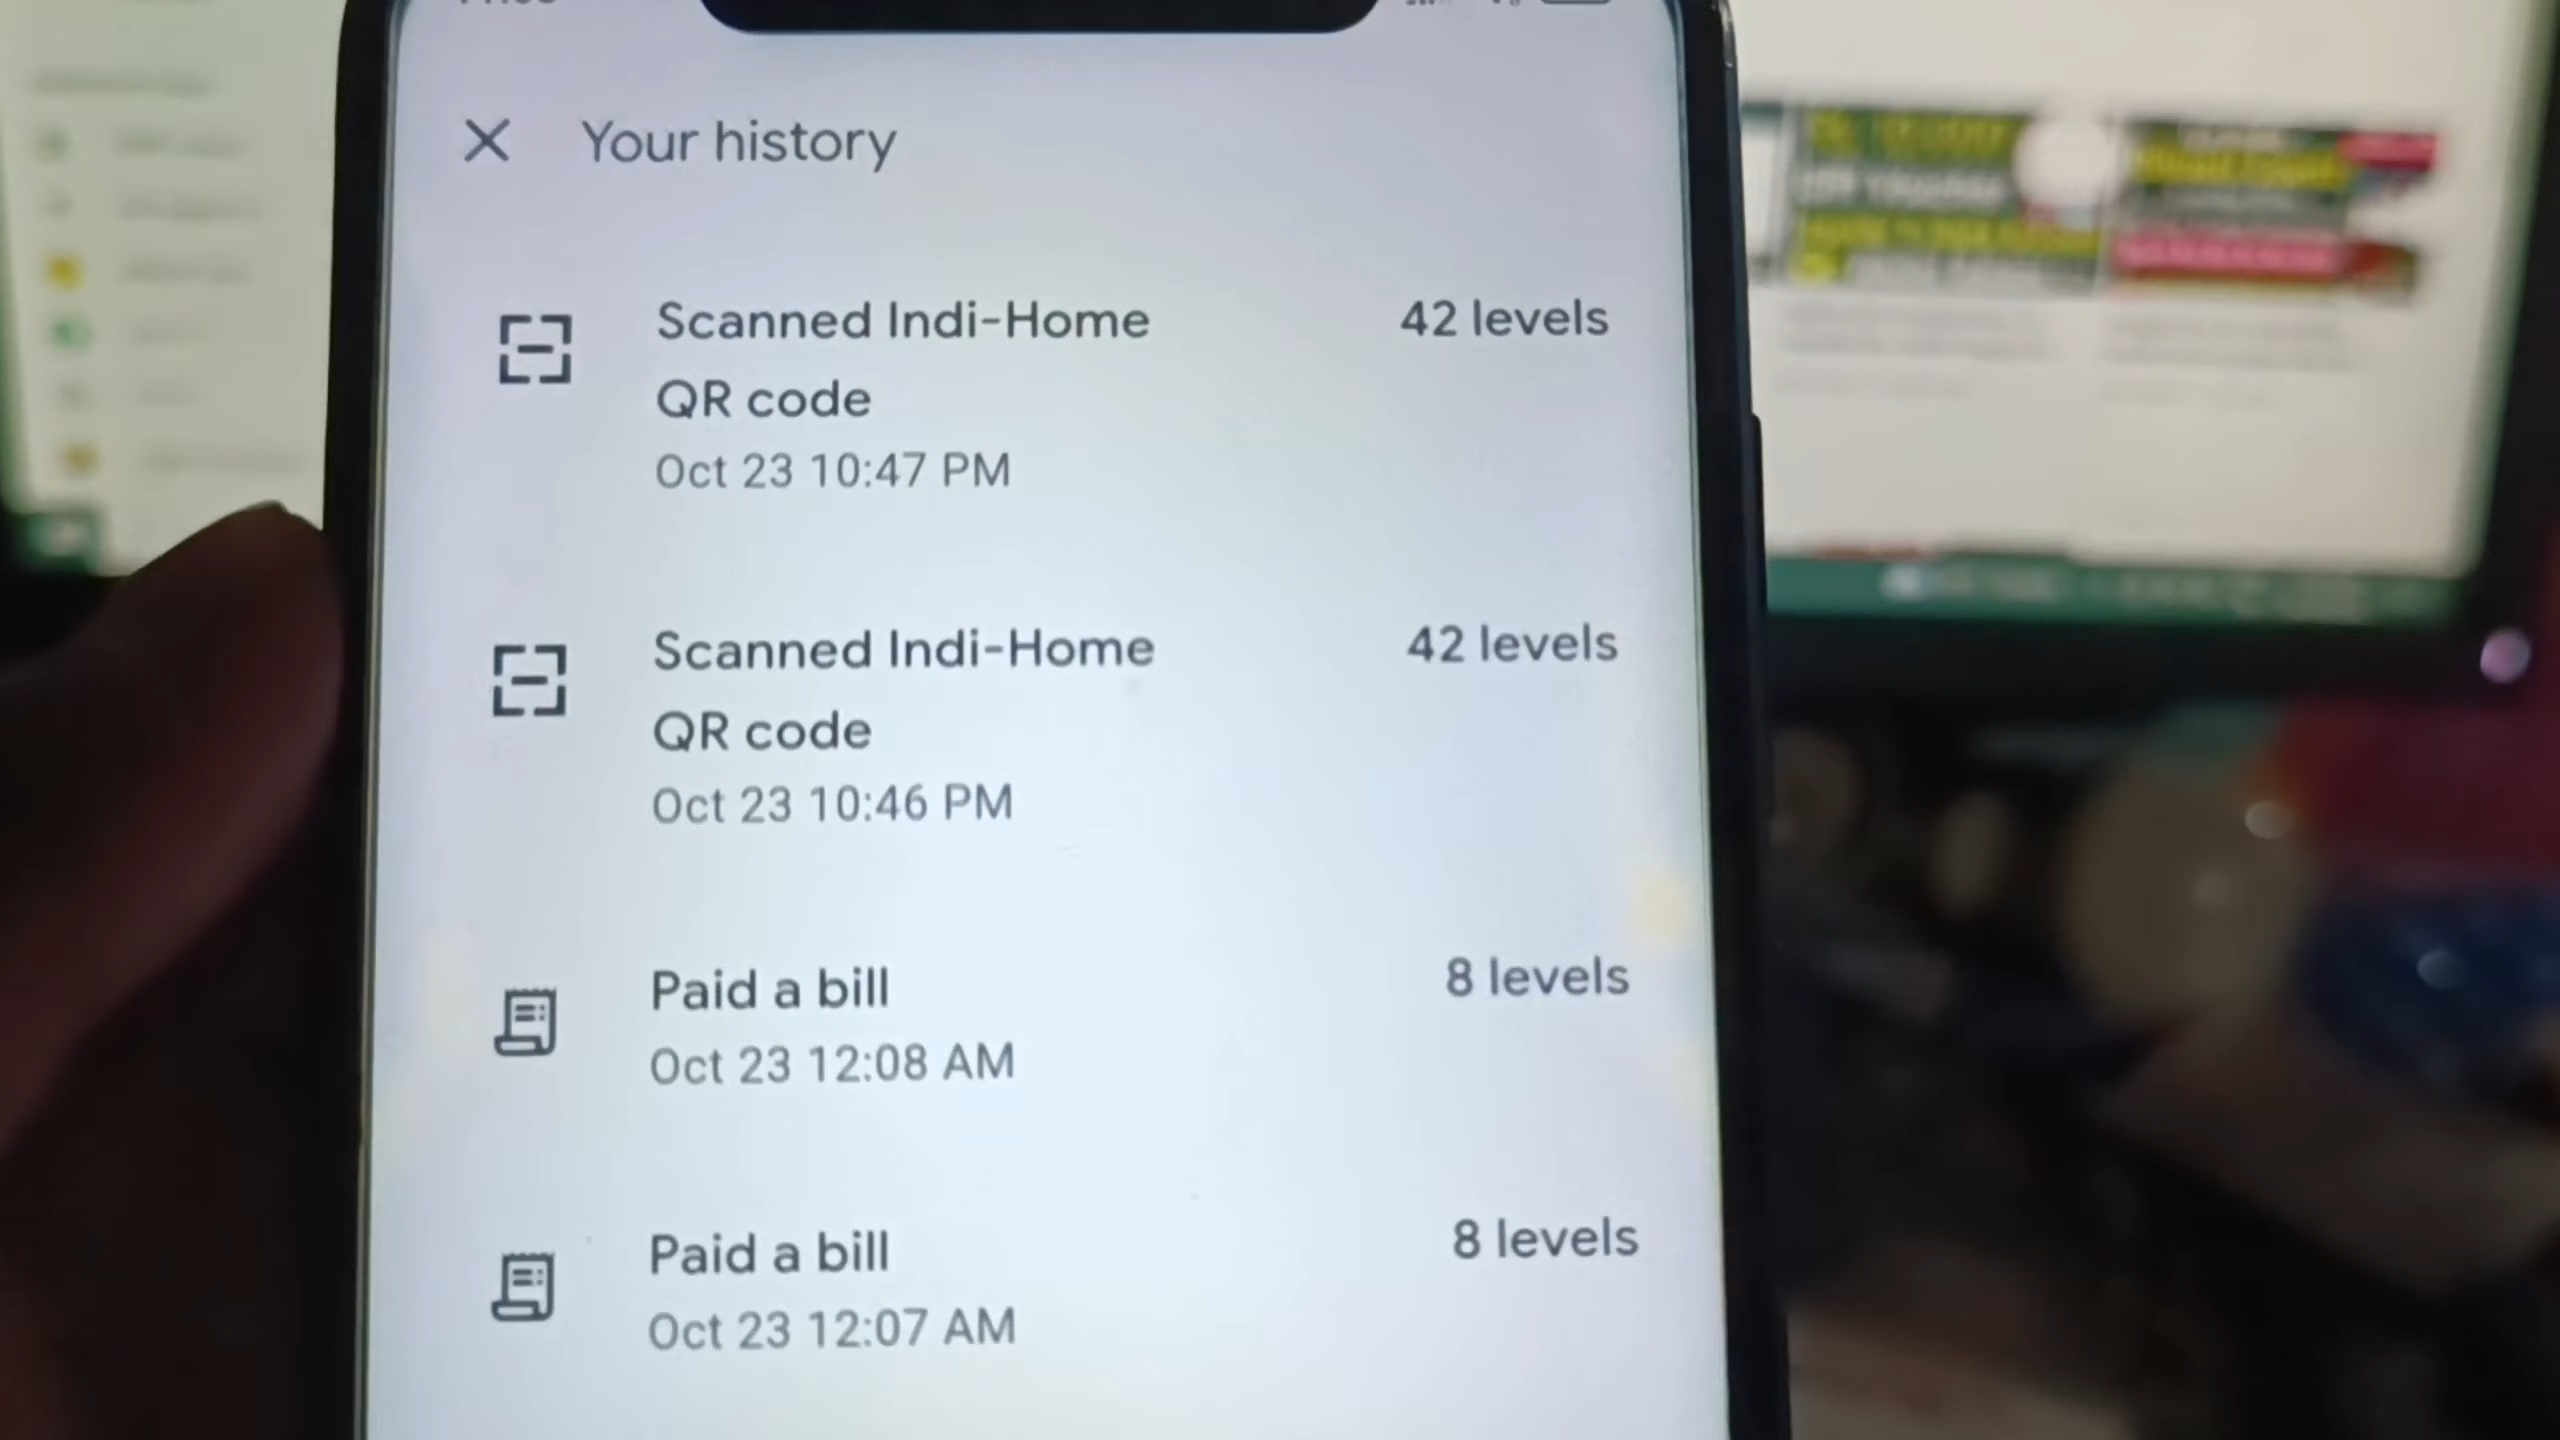 Your history
Scanned Indi-Home 42 levels
QR code
Oct 23 10:47 PM
Scanned Indi-Home 42 levels
QR code
Oct 23 10:46 PM
Paid a bill 8 levels
Oct 23 12:08 AM
Paid a bill 8 levels
Oct 23 12:07 AM